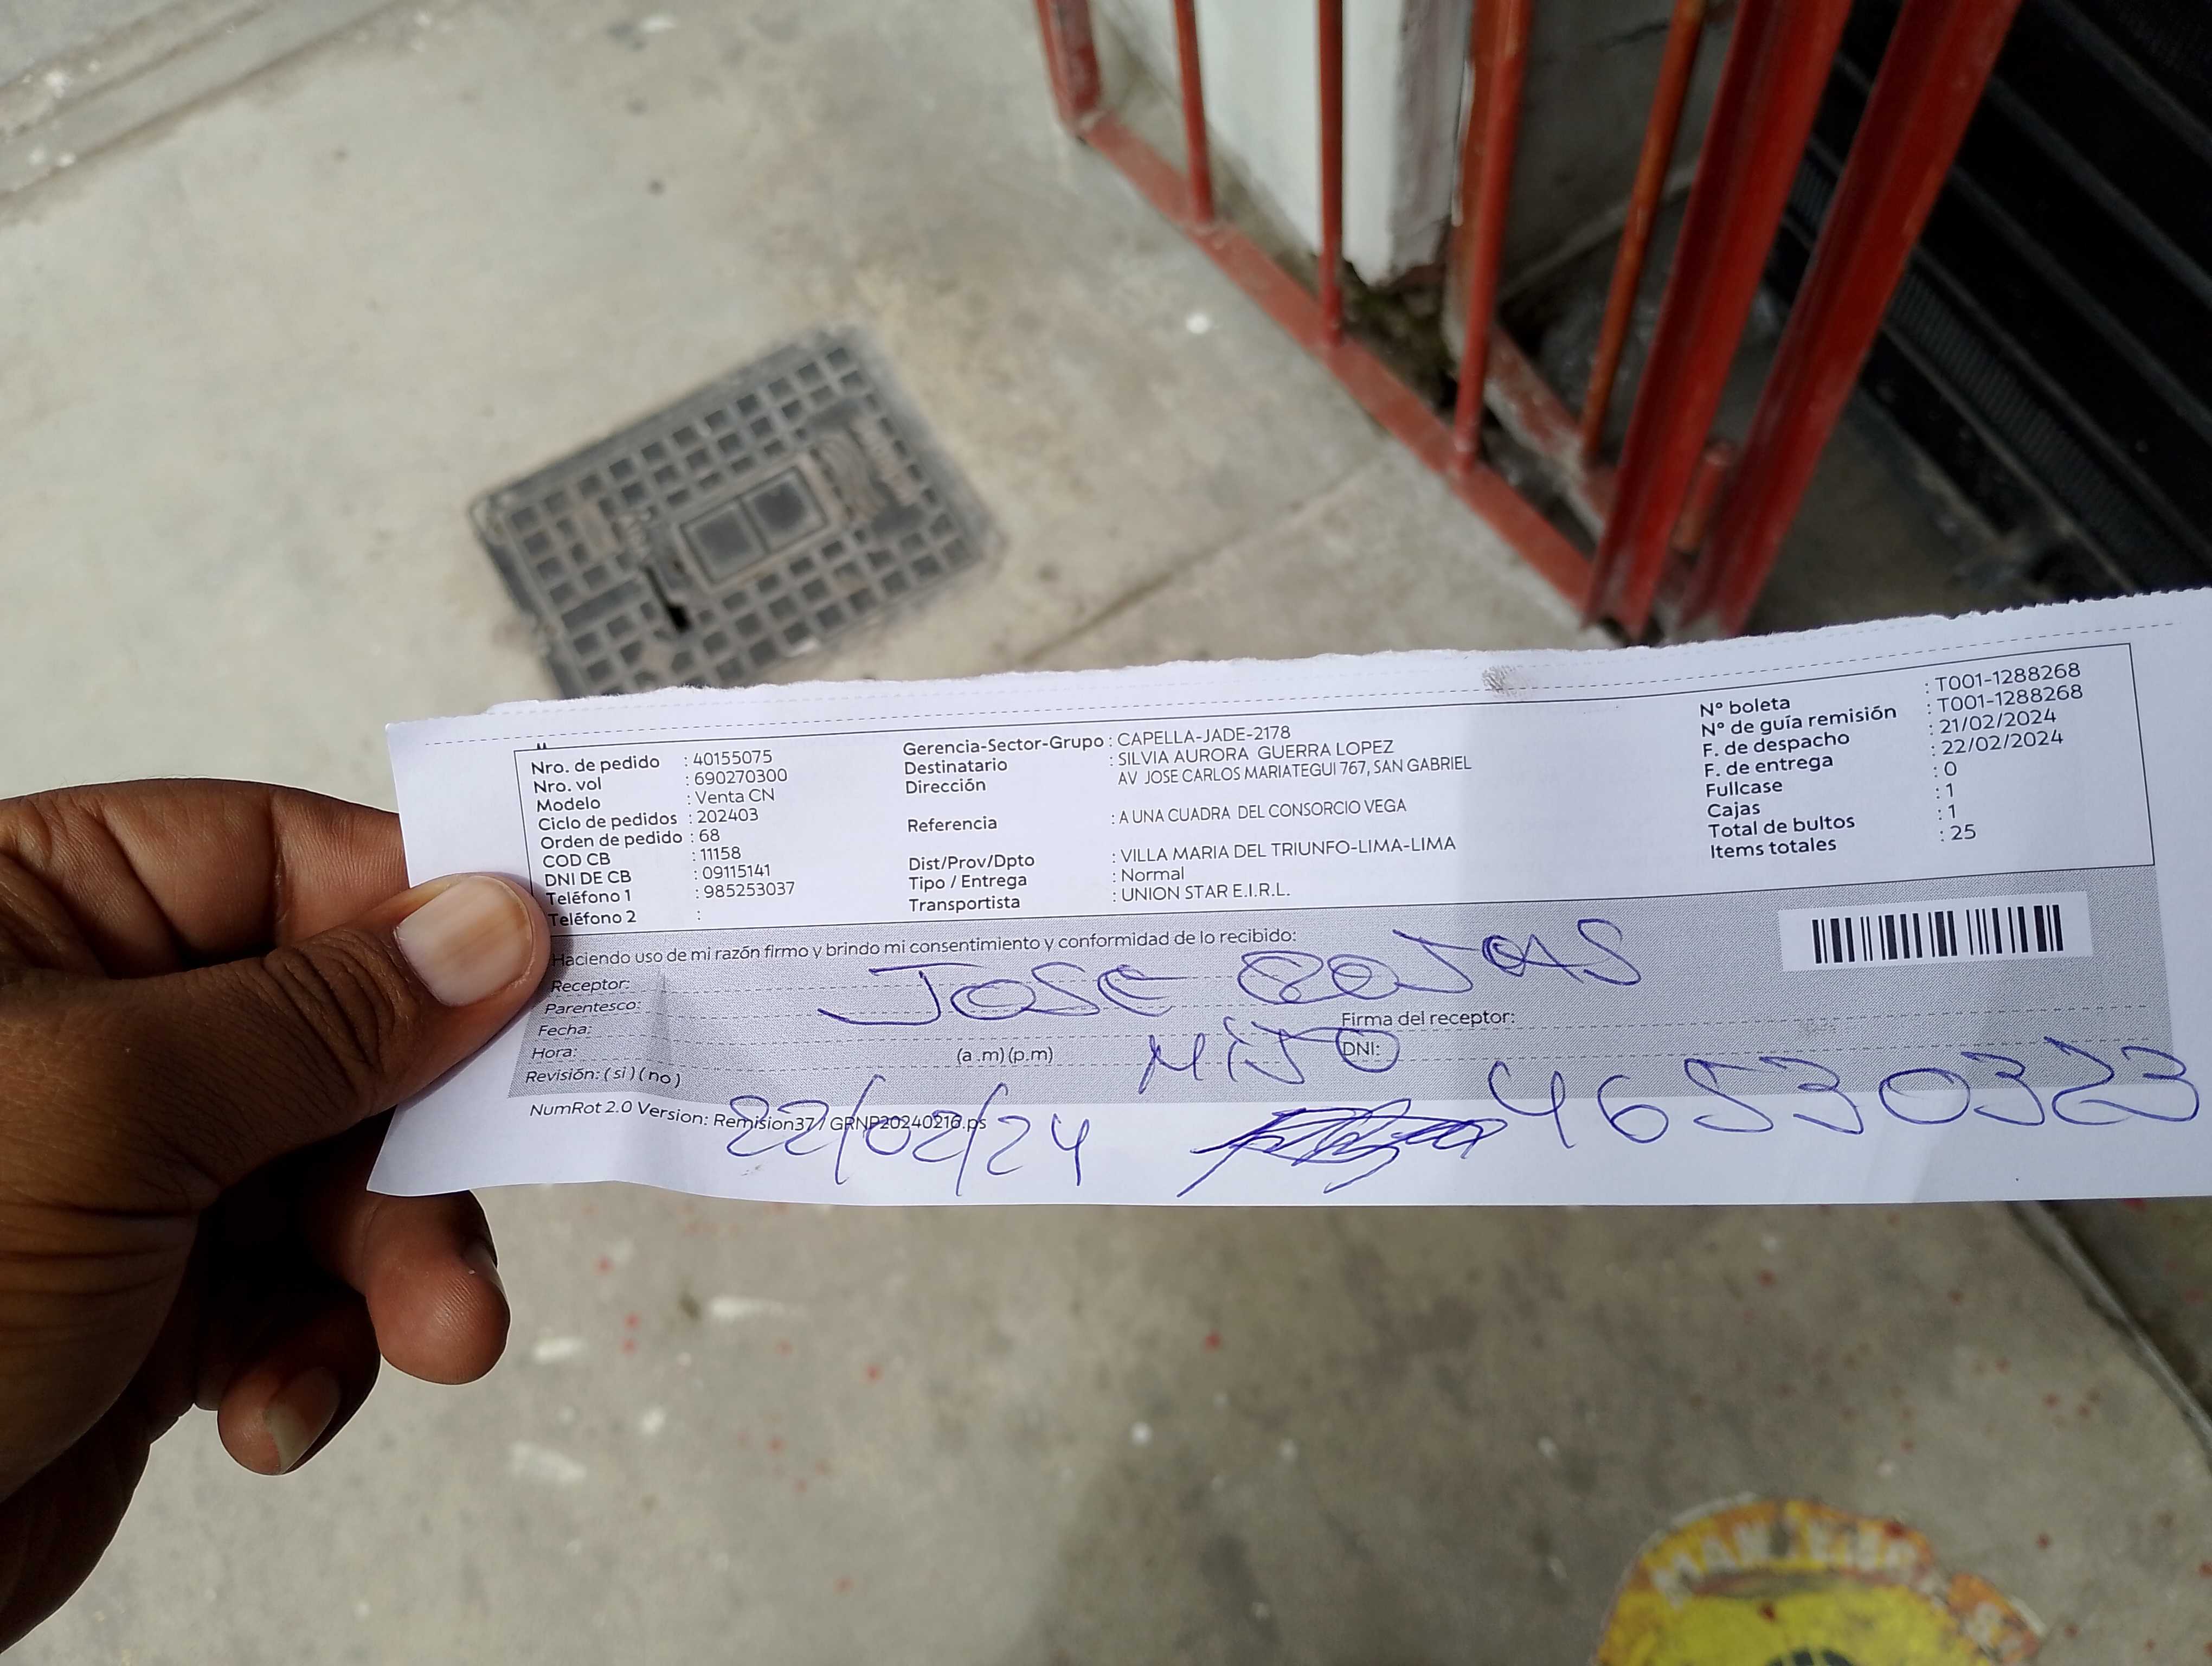 Nro. de pedido : 40155075
Nro. vol : 690270300
Modelo : Venta CN
Ciclo de pedidos : 202403
Orden de pedido : 68
COD CB : 11158
DNI DE CB : 09115141
Teléfono 1 : 985253037
Teléfono 2 :
Gerencia-Sector-Grupo : CAPELLA-JADE-2178
Destinatario : SILVIA AURORA GUERRA LOPEZ
Dirección : AV JOSE CARLOS MARIATEGUI 767, SAN GABRIEL
Referencia : A UNA CUADRA DEL CONSORCIO VEGA
Dist/Prov/Dpto : VILLA MARIA DEL TRIUNFO-LIMA-LIMA
Tipo / Entrega : Normal
Transportista : UNION STAR E.I.R.L.
Nº boleta : T001-1288268
Nº de guía remisión : T001-1288268
F. de despacho : 21/02/2024
F. de entrega : 22/02/2024
Fullcase : 0
Cajas : 1
Total de bultos : 1
Items totales : 25
Haciendo uso de mi razón firmo y brindo mi consentimiento y conformidad de lo recibido:
Receptor: JOSE ROJAS
Parentesco: HIJO
Fecha: 22/02/24
Hora: (a .m) (p.m)
Revisión: ( si ) ( no )
Firma del receptor:
DNI: 46530323
NumRot 2.0 Version: Remision37/ GRNP20240216.ps